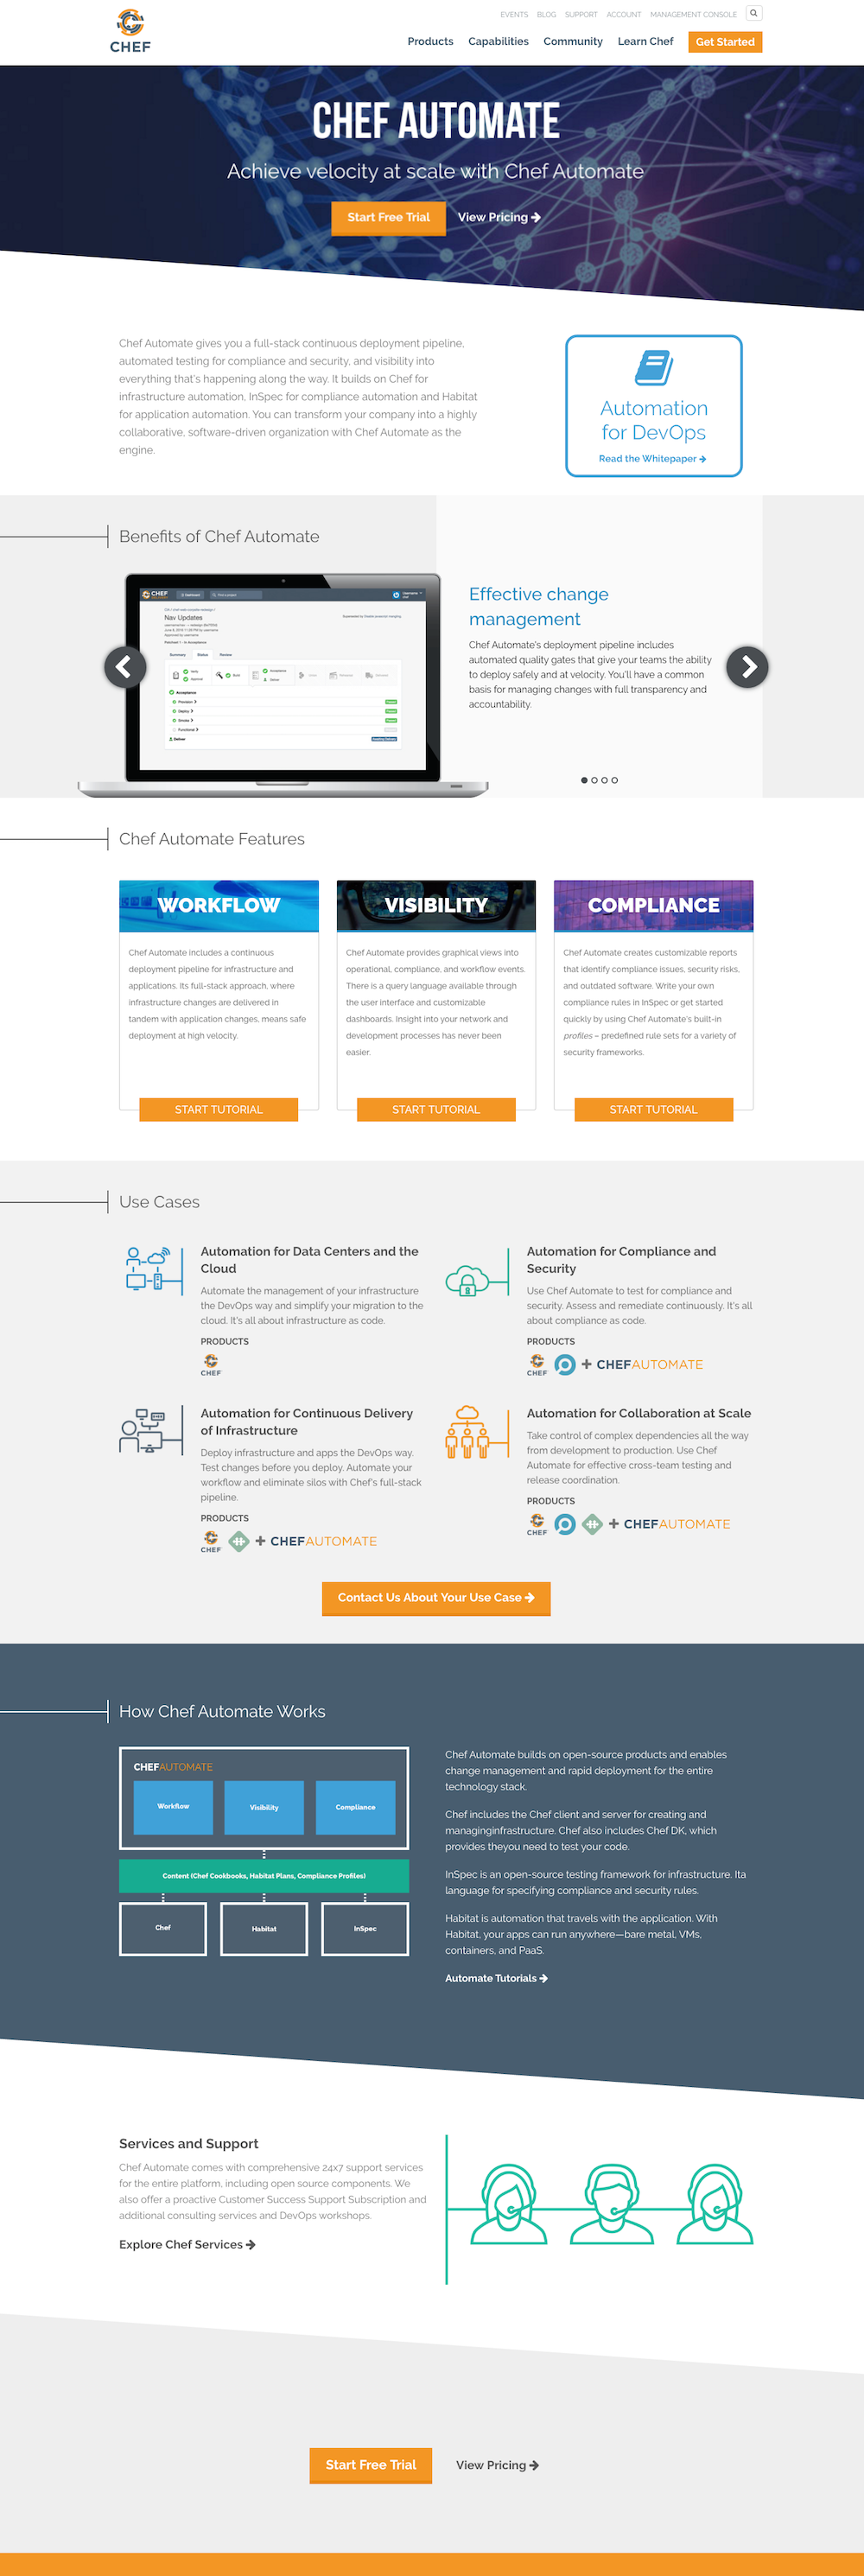 EVENTS BLOG SUPPORT ACCOUNT MANAGEMENT CONSOLE
CHEF
Products Capabilities Community Learn Chef Get Started
CHEF AUTOMATE
Achieve velocity at scale with Chef Automate
Start Free Trial View Pricing
Chef Automate gives you a full-stack continuous deployment pipeline,
automated testing for compliance and security, and visibility into
everything that's happening along the way. It builds on Chef for
infrastructure automation, InSpec for compliance automation and Habitat
for application automation. You can transform your company into a highly
collaborative, software-driven organization with Chef Automate as the
engine.
Automation
for DevOps
Read the Whitepaper
Benefits of Chef Automate
CHEF
Dashboard
Nav Updates
Summary Status Review
Acceptance
Provision
Deploy
Smoke
Functional
Deliver
Effective change
management
Chef Automate's deployment pipeline includes
automated quality gates that give your teams the ability
to deploy safely and at velocity. You'll have a common
basis for managing changes with full transparency and
accountability.
Chef Automate Features
WORKFLOW
Chef Automate includes a continuous
deployment pipeline for infrastructure and
applications. Its full-stack approach, where
infrastructure changes are delivered in
tandem with application changes, means safe
deployment at high velocity.
START TUTORIAL
VISIBILITY
Chef Automate provides graphical views into
operational, compliance, and workflow events.
There is a query language available through
the user interface and customizable
dashboards. Insight into your network and
development processes has never been
easier.
START TUTORIAL
COMPLIANCE
Chef Automate creates customizable reports
that identify compliance issues, security risks,
and outdated software. Write your own
compliance rules in InSpec or get started
quickly by using Chef Automate's built-in
profiles – predefined rule sets for a variety of
security frameworks.
START TUTORIAL
Use Cases
Automation for Data Centers and the
Cloud
Automate the management of your infrastructure
the DevOps way and simplify your migration to the
cloud. It's all about infrastructure as code.
PRODUCTS
CHEF
Automation for Compliance and
Security
Use Chef Automate to test for compliance and
security. Assess and remediate continuously. It's all
about compliance as code.
PRODUCTS
CHEF + CHEFAUTOMATE
Automation for Continuous Delivery
of Infrastructure
Deploy infrastructure and apps the DevOps way.
Test changes before you deploy. Automate your
workflow and eliminate silos with Chef's full-stack
pipeline.
PRODUCTS
CHEF + CHEFAUTOMATE
Automation for Collaboration at Scale
Take control of complex dependencies all the way
from development to production. Use Chef
Automate for effective cross-team testing and
release coordination.
PRODUCTS
CHEF + CHEFAUTOMATE
Contact Us About Your Use Case
How Chef Automate Works
CHEFAUTOMATE
Workflow Visibility Compliance
Content (Chef Cookbooks, Habitat Plans, Compliance Profiles)
Chef Habitat InSpec
Chef Automate builds on open-source products and enables
change management and rapid deployment for the entire
technology stack.
Chef includes the Chef client and server for creating and
managinginfrastructure. Chef also includes Chef DK, which
provides theyou need to test your code.
InSpec is an open-source testing framework for infrastructure. Ita
language for specifying compliance and security rules.
Habitat is automation that travels with the application. With
Habitat, your apps can run anywhere—bare metal, VMs,
containers, and PaaS.
Automate Tutorials
Services and Support
Chef Automate comes with comprehensive 24x7 support services
for the entire platform, including open source components. We
also offer a proactive Customer Success Support Subscription and
additional consulting services and DevOps workshops.
Explore Chef Services
Start Free Trial View Pricing